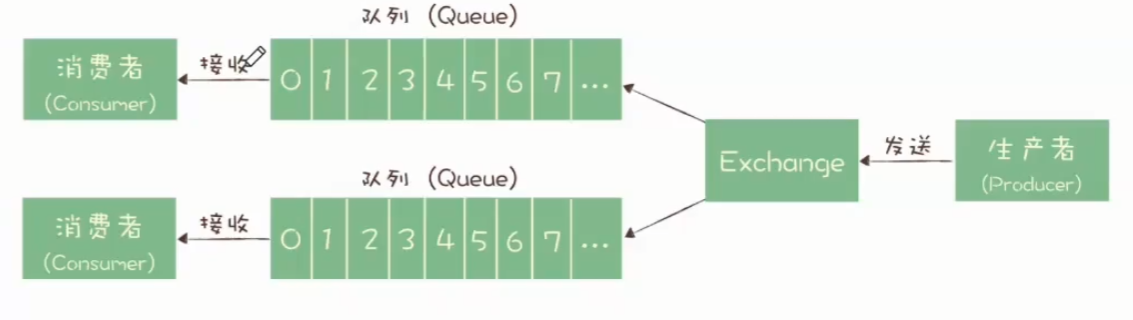 队列 (Queue)
消费者
(Consumer)
接收
0 1 2 3 4 5 6 7 ...
Exchange
发送
生产者
(Producer)
队列 (Queue)
消费者
(Consumer)
接收
0 1 2 3 4 5 6 7 ...